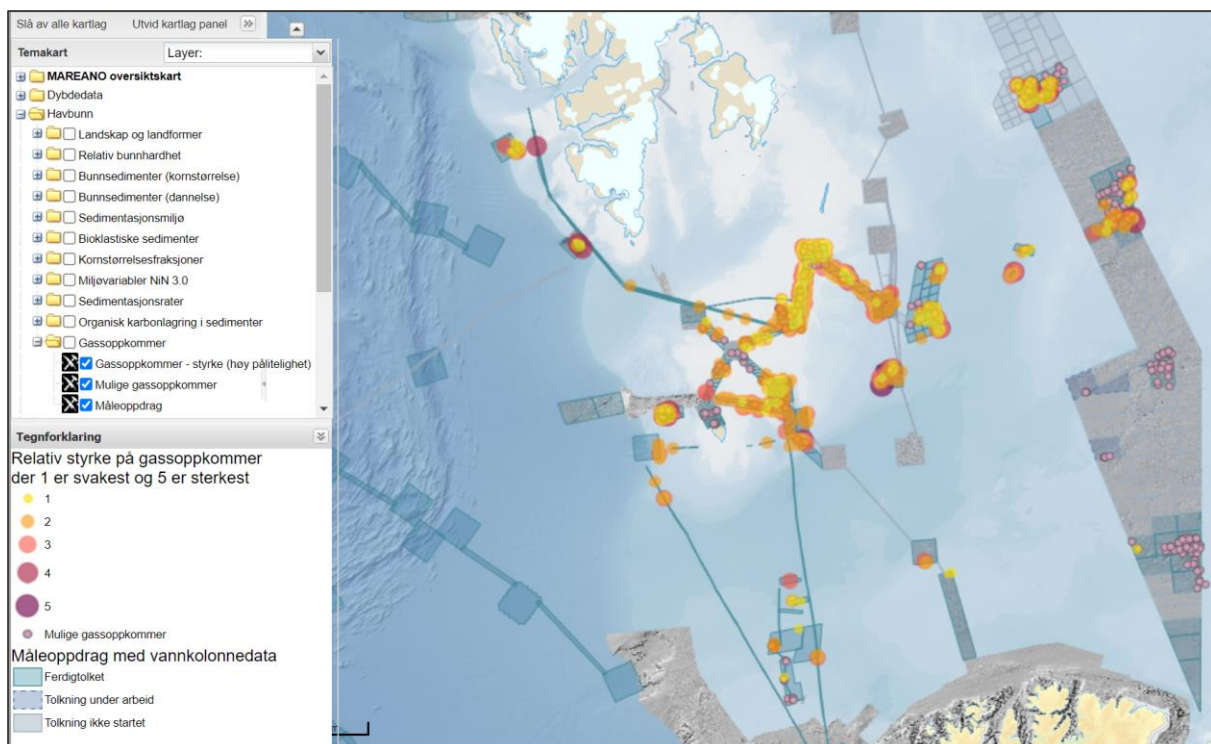 Slå av alle kartlag Utvid kartlag panel
Temakart Layer:
MAREANO oversiktskart
Dybdedata
Havbunn
Landskap og landformer
Relativ bunnhardhet
Bunnsedimenter (kornstørrelse)
Bunnsedimenter (dannelse)
Sedimentasjonsmiljø
Bioklastiske sedimenter
Kornstørrelsesfraksjoner
Miljøvariabler NiN 3.0
Sedimentasjonsrater
Organisk karbonlagring i sedimenter
Gassoppkommer
Gassoppkommer - styrke (høy pålitelighet)
Mulige gassoppkommer
Måleoppdrag
Tegnforklaring
Relativ styrke på gassoppkommer
der 1 er svakest og 5 er sterkest
1
2
3
4
5
Mulige gassoppkommer
Måleoppdrag med vannkolonnedata
Ferdigtolket
Tolkning under arbeid
Tolkning ikke startet